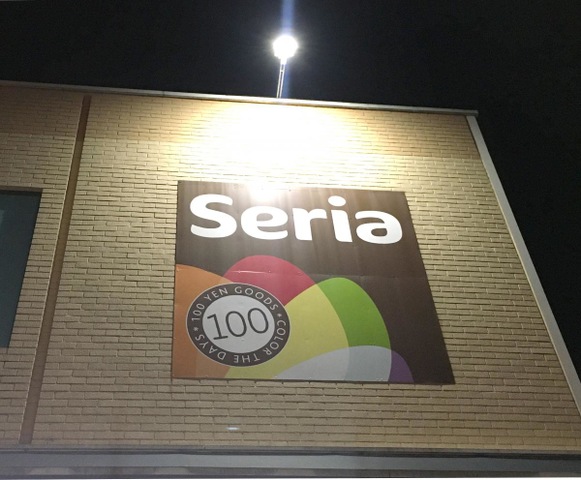 Seria
100 YEN GOODS • COLOR THE DAYS •
100